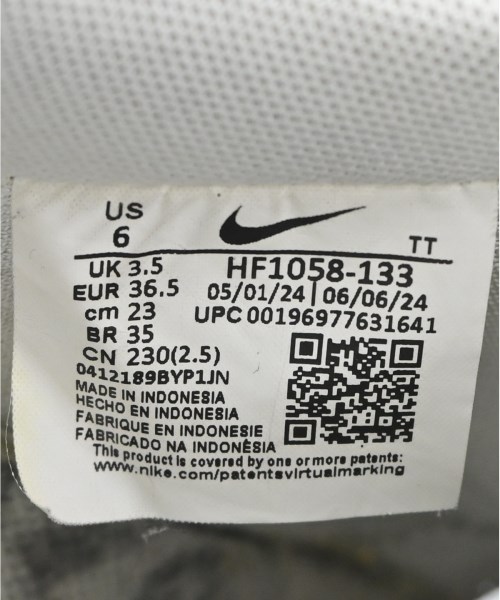 US
6
TT
UK 3.5
HF1058-133
EUR 36.5
05/01/24 | 06/06/24
cm 23
UPC 00196977631641
BR 35
CN 230(2.5)
0412189BYP1JN
MADE IN INDONESIA
HECHO EN INDONESIA
FABRIQUE EN INDONESIE
FABRICADO NA INDONÉSIA
This product is covered by one or more patents:
www.nike.com/patentsvirtualmarking